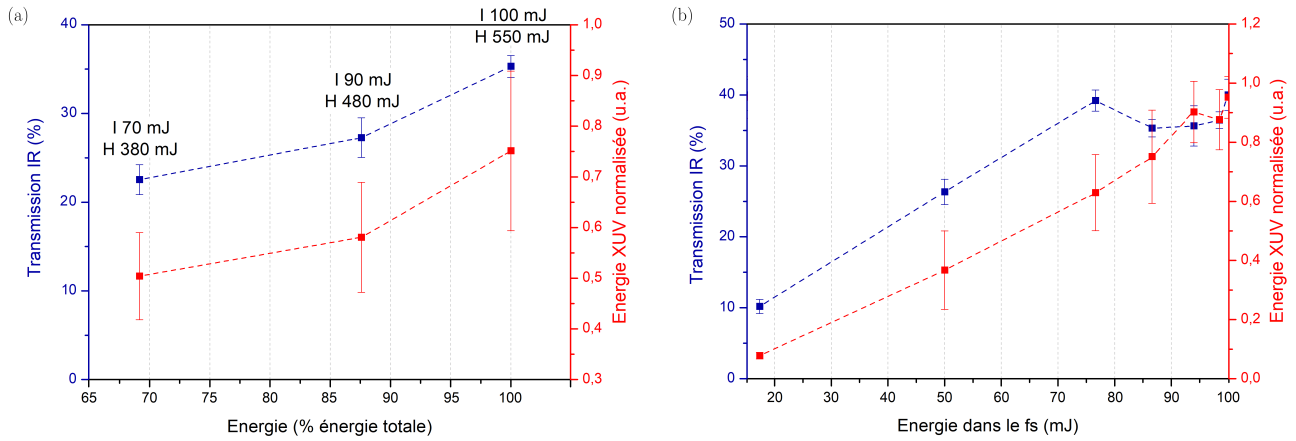 (a)
I 100 mJ
H 550 mJ
I 90 mJ
H 480 mJ
I 70 mJ
H 380 mJ
40
30
20
10
0
Transmission IR (%)
1,0
0,9
0,8
0,7
0,6
0,5
0,4
0,3
Energie XUV normalisée (u.a.)
65 70 75 80 85 90 95 100
Energie (% énergie totale)
(b)
50
40
30
20
10
0
Transmission IR (%)
1,2
1,0
0,8
0,6
0,4
0,2
0,0
Energie XUV normalisée (u.a.)
20 30 40 50 60 70 80 90 100
Energie dans le fs (mJ)